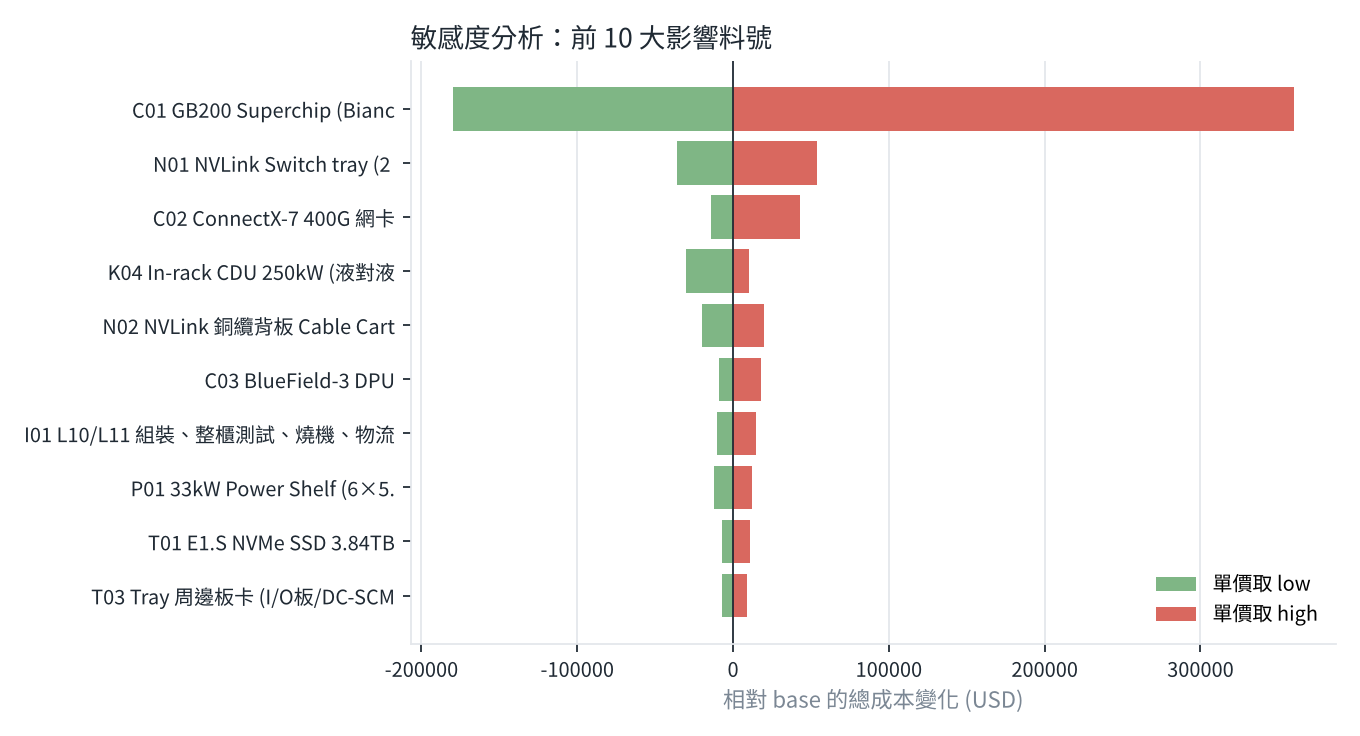 敏感度分析：前 10 大影響料號
C01 GB200 Superchip (Bianc
N01 NVLink Switch tray (2
C02 ConnectX-7 400G 網卡
K04 In-rack CDU 250kW (液對液
N02 NVLink 銅纜背板 Cable Cart
C03 BlueField-3 DPU
I01 L10/L11 組裝、整櫃測試、燒機、物流
P01 33kW Power Shelf (6×5.
T01 E1.S NVMe SSD 3.84TB
T03 Tray 周邊板卡 (I/O板/DC-SCM
單價取 low
單價取 high
-200000 -100000 0 100000 200000 300000
相對 base 的總成本變化 (USD)